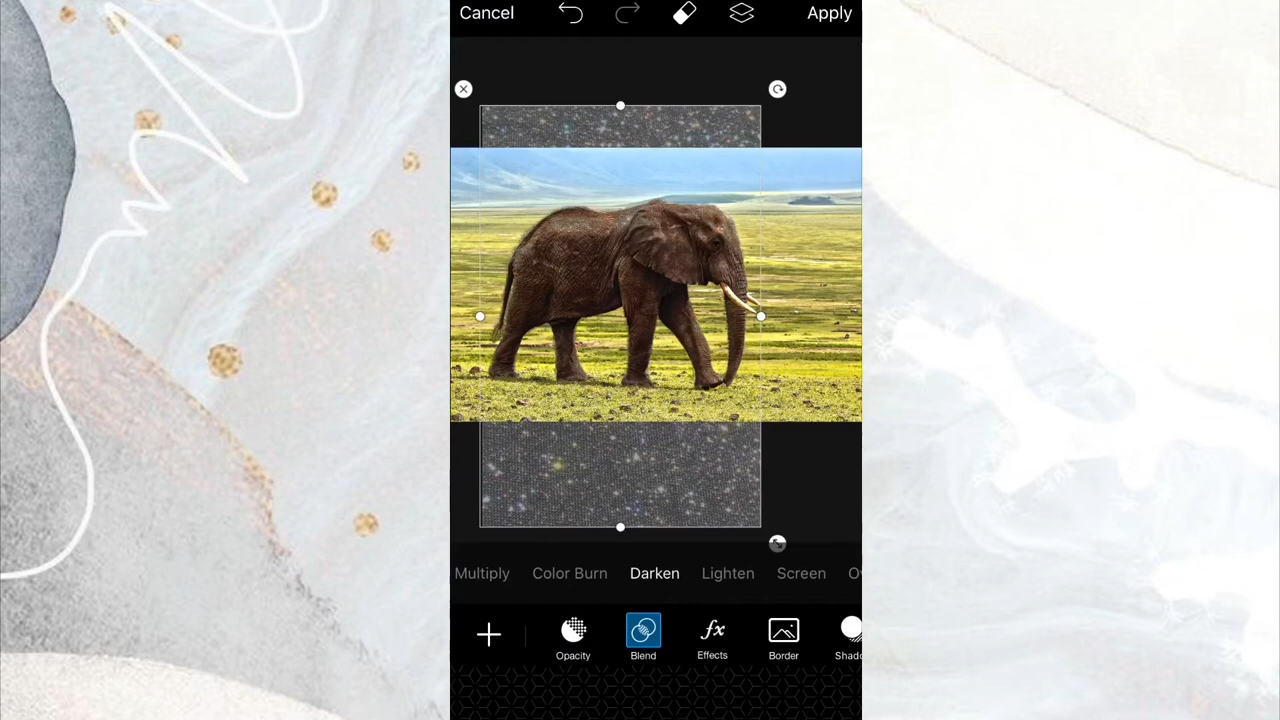 Cancel Apply
Multiply Color Burn Darken Lighten Screen
Opacity Blend Effects Border